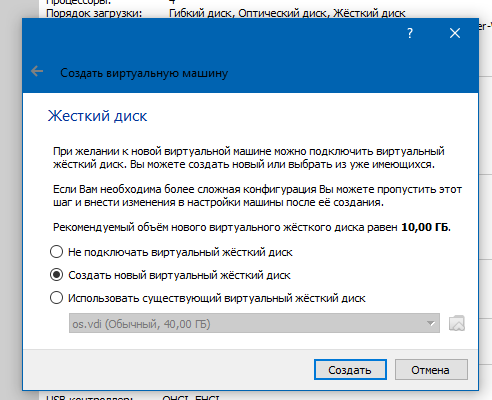 Процессоры: 4
Порядок загрузки: Гибкий диск, Оптический диск, Жёсткий диск
Создать виртуальную машину
Жесткий диск
При желании к новой виртуальной машине можно подключить виртуальный
жёсткий диск. Вы можете создать новый или выбрать из уже имеющихся.
Если Вам необходима более сложная конфигурация Вы можете пропустить этот
шаг и внести изменения в настройки машины после её создания.
Рекомендуемый объём нового виртуального жёсткого диска равен 10,00 ГБ.
Не подключать виртуальный жёсткий диск
Создать новый виртуальный жёсткий диск
Использовать существующий виртуальный жёсткий диск
os.vdi (Обычный, 40,00 ГБ)
Создать Отмена
USB-контроллер: OHCI, EHCI